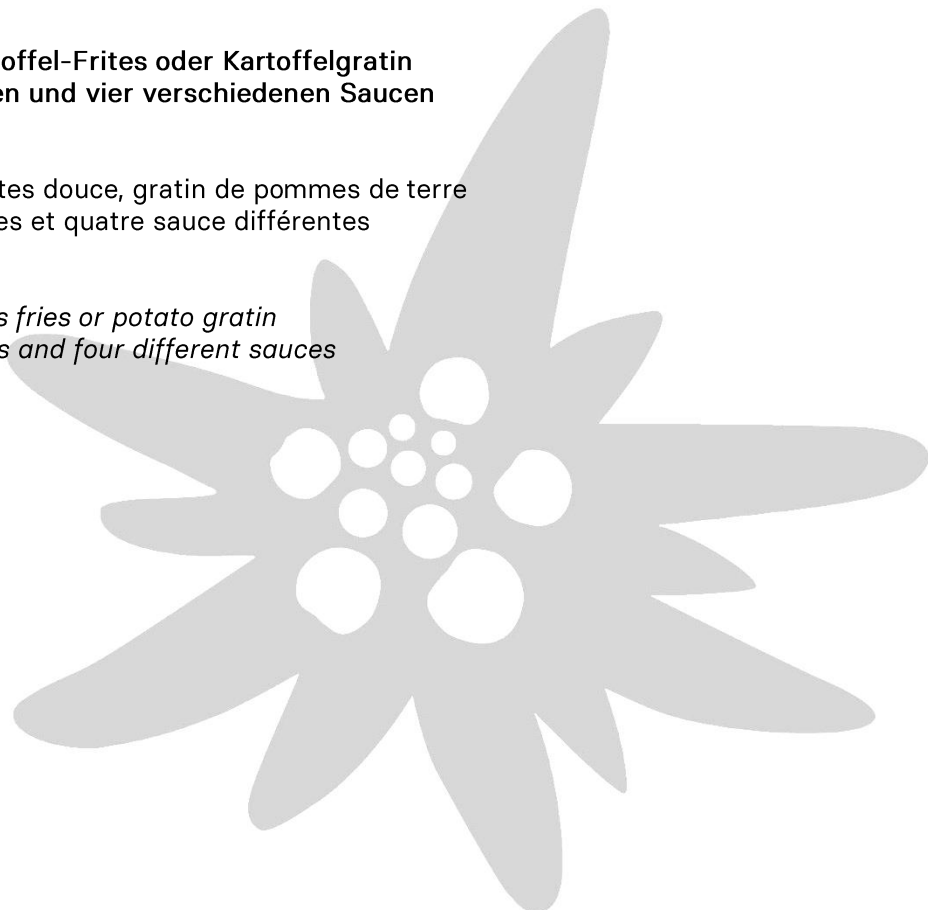 offel-Frites oder Kartoffelgratin
en und vier verschiedenen Saucen
tes douce, gratin de pommes de terre
es et quatre sauce différentes
s fries or potato gratin
s and four different sauces